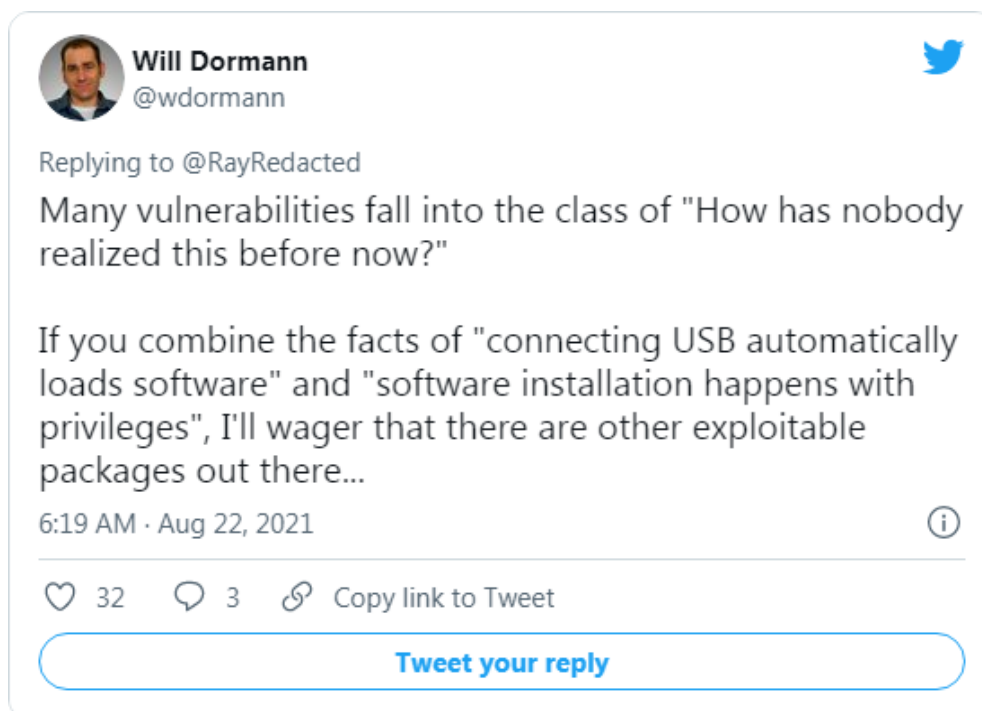 Will Dormann
@wdormann
Replying to @RayRedacted
Many vulnerabilities fall into the class of "How has nobody
realized this before now?"
If you combine the facts of "connecting USB automatically
loads software" and "software installation happens with
privileges", I'll wager that there are other exploitable
packages out there...
6:19 AM · Aug 22, 2021
32 3 Copy link to Tweet
Tweet your reply